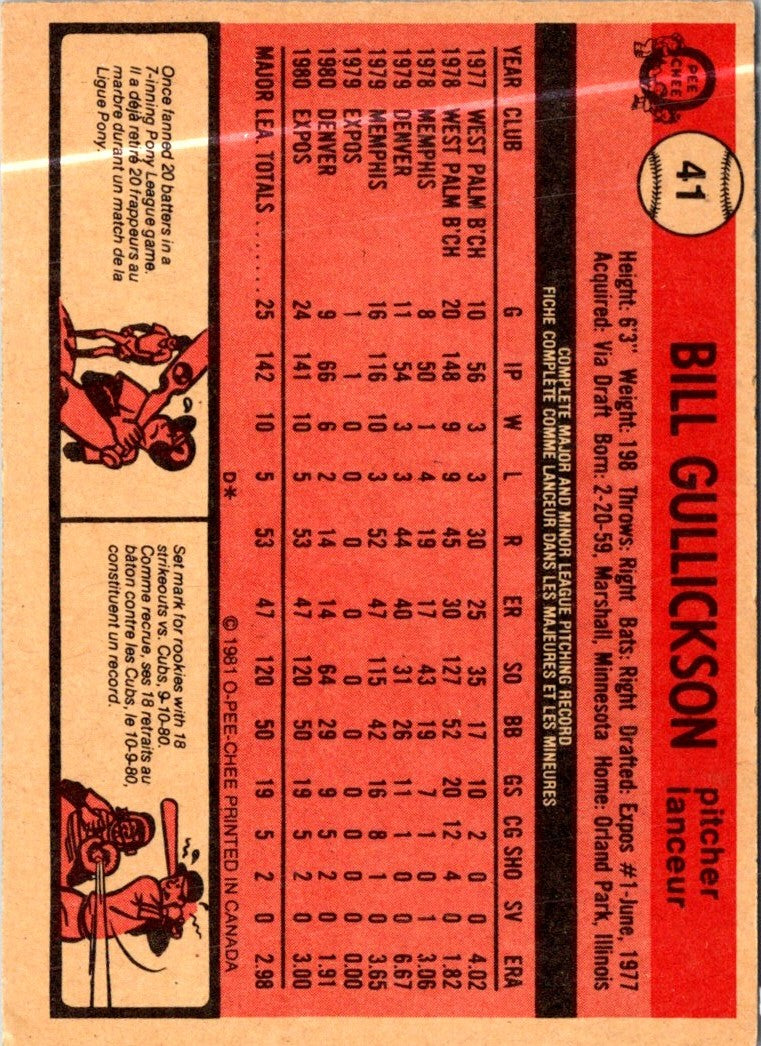 O
PEE
CHEE
41
BILL GULLICKSON
pitcher
lanceur
Height: 6'3" Weight: 198 Throws: Right Bats: Right Drafted: Expos #1-June, 1977
Acquired: Via Draft Born: 2-20-59, Marshall, Minnesota Home: Orland Park, Illinois
COMPLETE MAJOR AND MINOR LEAGUE PITCHING RECORD
FICHE COMPLÈTE COMME LANCEUR DANS LES MAJEURES ET LES MINEURES
YEAR CLUB G IP W L R ER SO BB GS CG SHO SV ERA
1977 WEST PALM B'CH 10 56 3 3 30 25 35 17 10 2 0 0 4.02
1978 WEST PALM B'CH 20 148 9 9 45 30 127 52 20 12 4 0 1.82
1978 MEMPHIS 8 50 1 4 19 17 43 19 7 1 0 1 3.06
1979 DENVER 11 54 3 3 44 40 31 26 11 1 0 0 6.67
1979 MEMPHIS 16 116 10 3 52 47 115 42 16 8 1 0 3.65
1979 EXPOS 1 1 0 0 0 0 0 0 0 0 0 0 0.00
1980 DENVER 9 66 6 2 14 14 64 29 9 5 2 0 1.91
1980 EXPOS 24 141 10 5 53 47 120 50 19 5 2 0 3.00
MAJOR LEA. TOTALS ....... 25 142 10 5 53 47 120 50 19 5 2 0 2.98
D* © 1981 O-PEE-CHEE PRINTED IN CANADA
Once fanned 20 batters in a
7-inning Pony League game.
Il a déjà retiré 20 frappeurs au
marbre durant un match de la
Ligue Pony.
Set mark for rookies with 18
strikeouts vs. Cubs, 9-10-80.
Comme recrue, ses 18 retraits au
bâton contre les Cubs, le 10-9-80,
constituent un record.